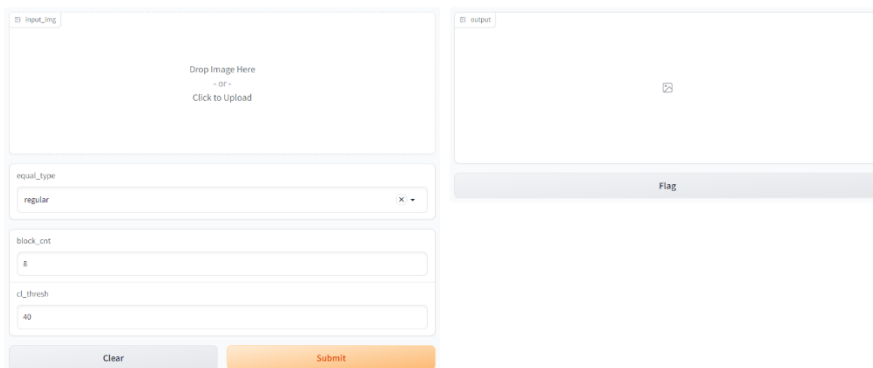 input_img
Drop Image Here
- or -
Click to Upload
equal_type
regular
block_cnt
8
cl_thresh
40
Clear
Submit
output
Flag